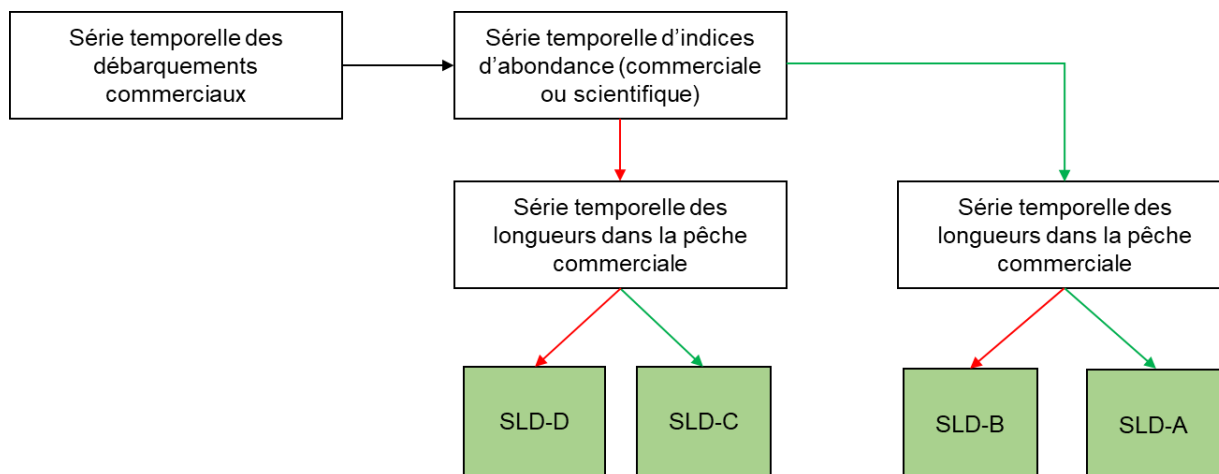 Série temporelle des
débarquements
commerciaux
Série temporelle d’indices
d’abondance (commerciale
ou scientifique)
Série temporelle des
longueurs dans la pêche
commerciale
Série temporelle des
longueurs dans la pêche
commerciale
SLD-D
SLD-C
SLD-B
SLD-A